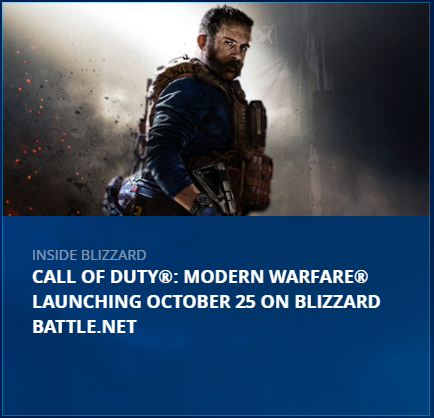 INSIDE BLIZZARD
CALL OF DUTY®: MODERN WARFARE®
LAUNCHING OCTOBER 25 ON BLIZZARD
BATTLE.NET